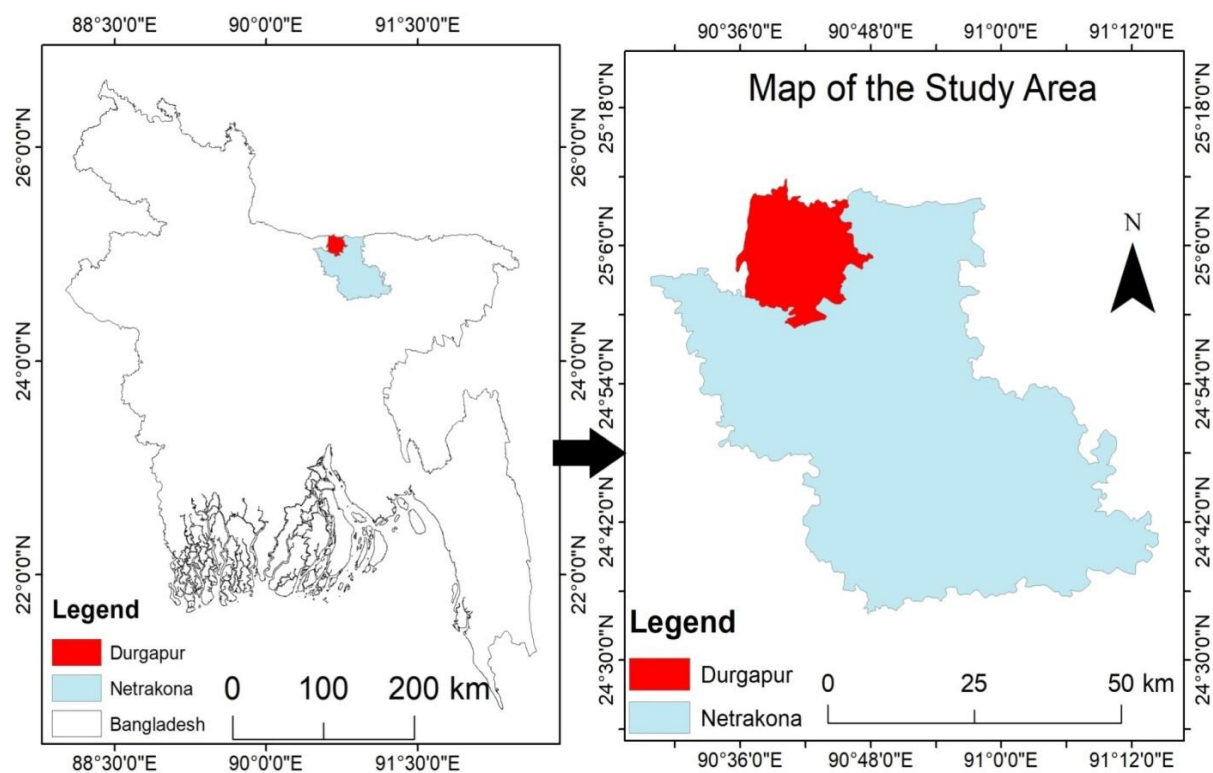 88°30'0"E 90°0'0"E 91°30'0"E
26°0'0"N
24°0'0"N
22°0'0"N
26°0'0"N
24°0'0"N
22°0'0"N
Legend
Durgapur
Netrakona
Bangladesh
0 100 200 km
88°30'0"E 90°0'0"E 91°30'0"E
90°36'0"E 90°48'0"E 91°0'0"E 91°12'0"E
Map of the Study Area
25°18'0"N
25°6'0"N
24°54'0"N
24°42'0"N
24°30'0"N
N
25°18'0"N
25°6'0"N
24°54'0"N
24°42'0"N
24°30'0"N
Legend
Durgapur
Netrakona
0 25 50 km
90°36'0"E 90°48'0"E 91°0'0"E 91°12'0"E